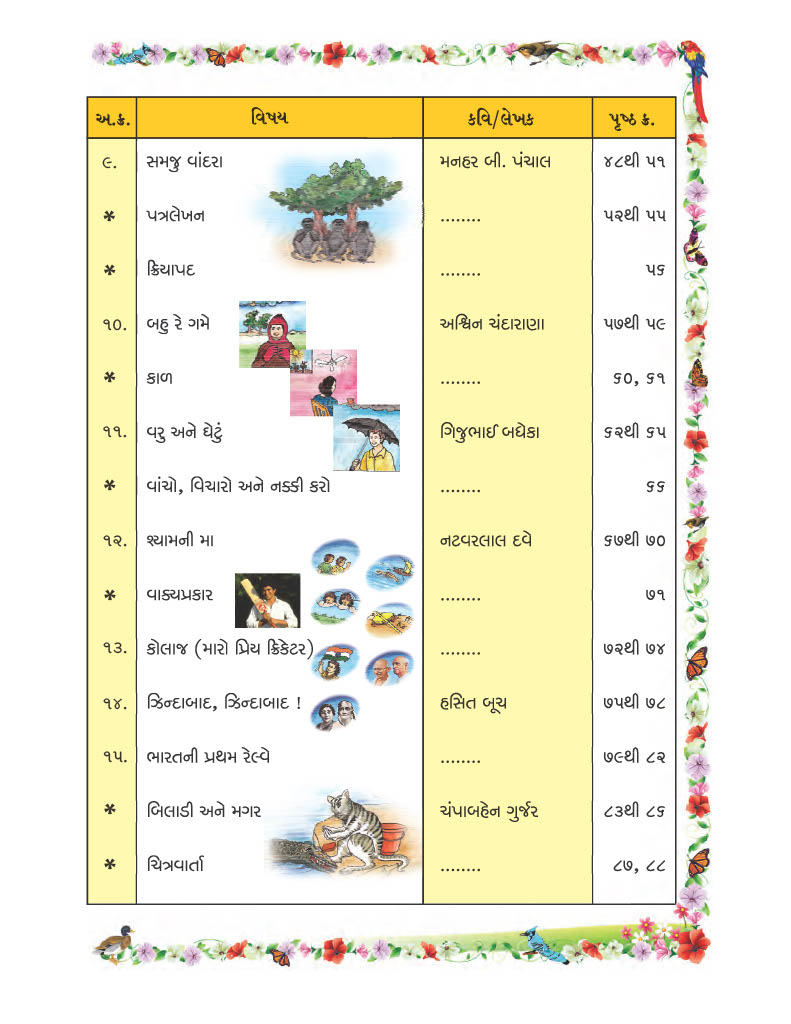 અ.ક્ર. વિષય કવિ/લેખક પૃષ્ઠ ક્ર.
૯. સમજુ વાંદરા મનહર બી. પંચાલ ૪૮થી ૫૧
* પત્રલેખન ........ ૫૨થી ૫૫
* ક્રિયાપદ ........ ૫૬
૧૦. બહુ રે ગમે અશ્વિન ચંદારાણા ૫૭થી ૫૯
* કાળ ........ ૬૦, ૬૧
૧૧. વરુ અને ઘેટું ગિજુભાઈ બધેકા ૬૨થી ૬૫
* વાંચો, વિચારો અને નક્કી કરો ........ ૬૬
૧૨. શ્યામની મા નટવરલાલ દવે ૬૭થી ૭૦
* વાક્યપ્રકાર ........ ૭૧
૧૩. કોલાજ (મારો પ્રિય ક્રિકેટર) ........ ૭૨થી ૭૪
૧૪. ઝિન્દાબાદ, ઝિન્દાબાદ ! હસિત બૂચ ૭૫થી ૭૮
૧૫. ભારતની પ્રથમ રેલ્વે ........ ૭૯થી ૮૨
* બિલાડી અને મગર ચંપાબહેન ગુર્જર ૮૩થી ૮૬
* ચિત્રવાર્તા ........ ૮૭, ૮૮